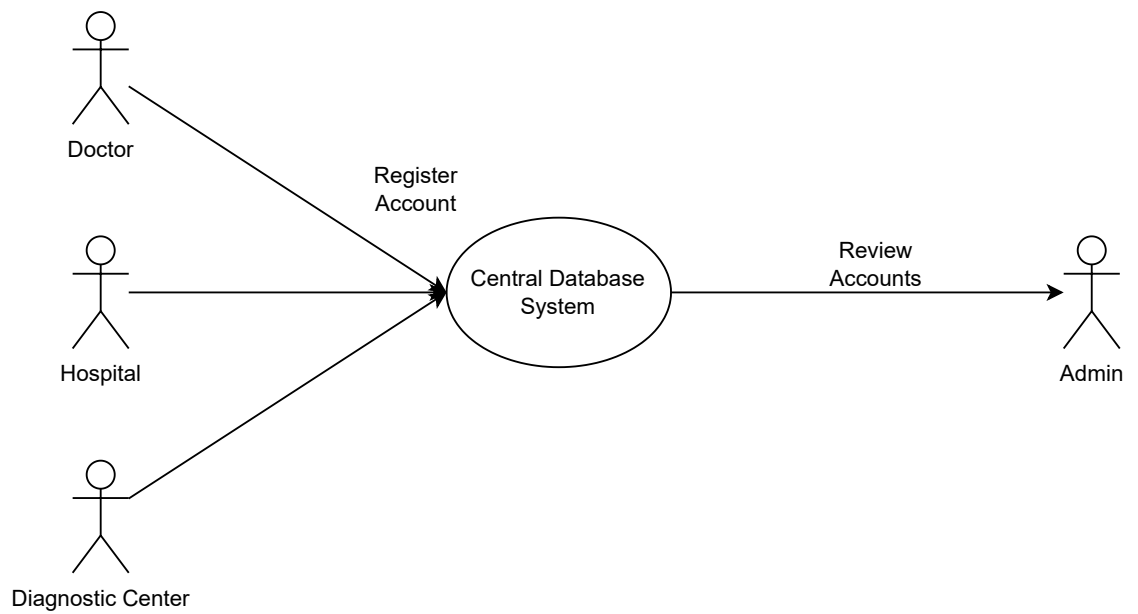 Doctor
Register
Account
Hospital
Central Database
System
Review
Accounts
Admin
Diagnostic Center